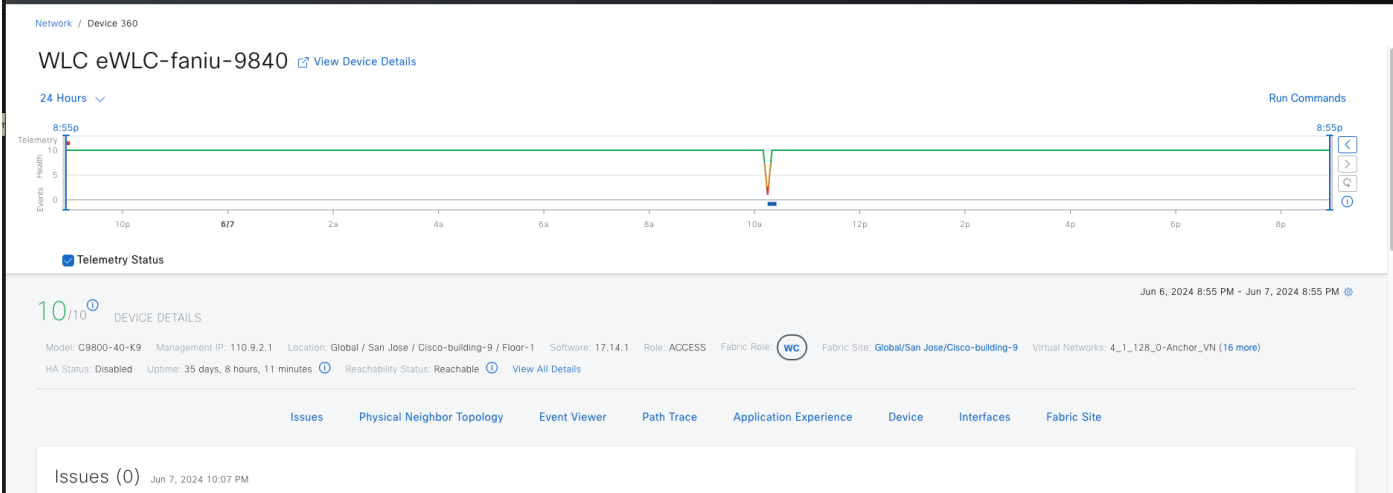 Network / Device 360
WLC eWLC-faniu-9840 View Device Details
24 Hours Run Commands
8:55p 8:55p
Telemetry
10
Health
5
Events
0
10p 6/7 2a 4a 6a 8a 10a 12p 2p 4p 6p 8p
Telemetry Status
Jun 6, 2024 8:55 PM - Jun 7, 2024 8:55 PM
10/10 DEVICE DETAILS
Model: C9800-40-K9 Management IP: 110.9.2.1 Location: Global / San Jose / Cisco-building-9 / Floor-1 Software: 17.14.1 Role: ACCESS Fabric Role: WC Fabric Site: Global/San Jose/Cisco-building-9 Virtual Networks: 4_1_128_0-Anchor_VN (16 more)
HA Status: Disabled Uptime: 35 days, 8 hours, 11 minutes Reachability Status: Reachable View All Details
Issues Physical Neighbor Topology Event Viewer Path Trace Application Experience Device Interfaces Fabric Site
Issues (0) Jun 7, 2024 10:07 PM